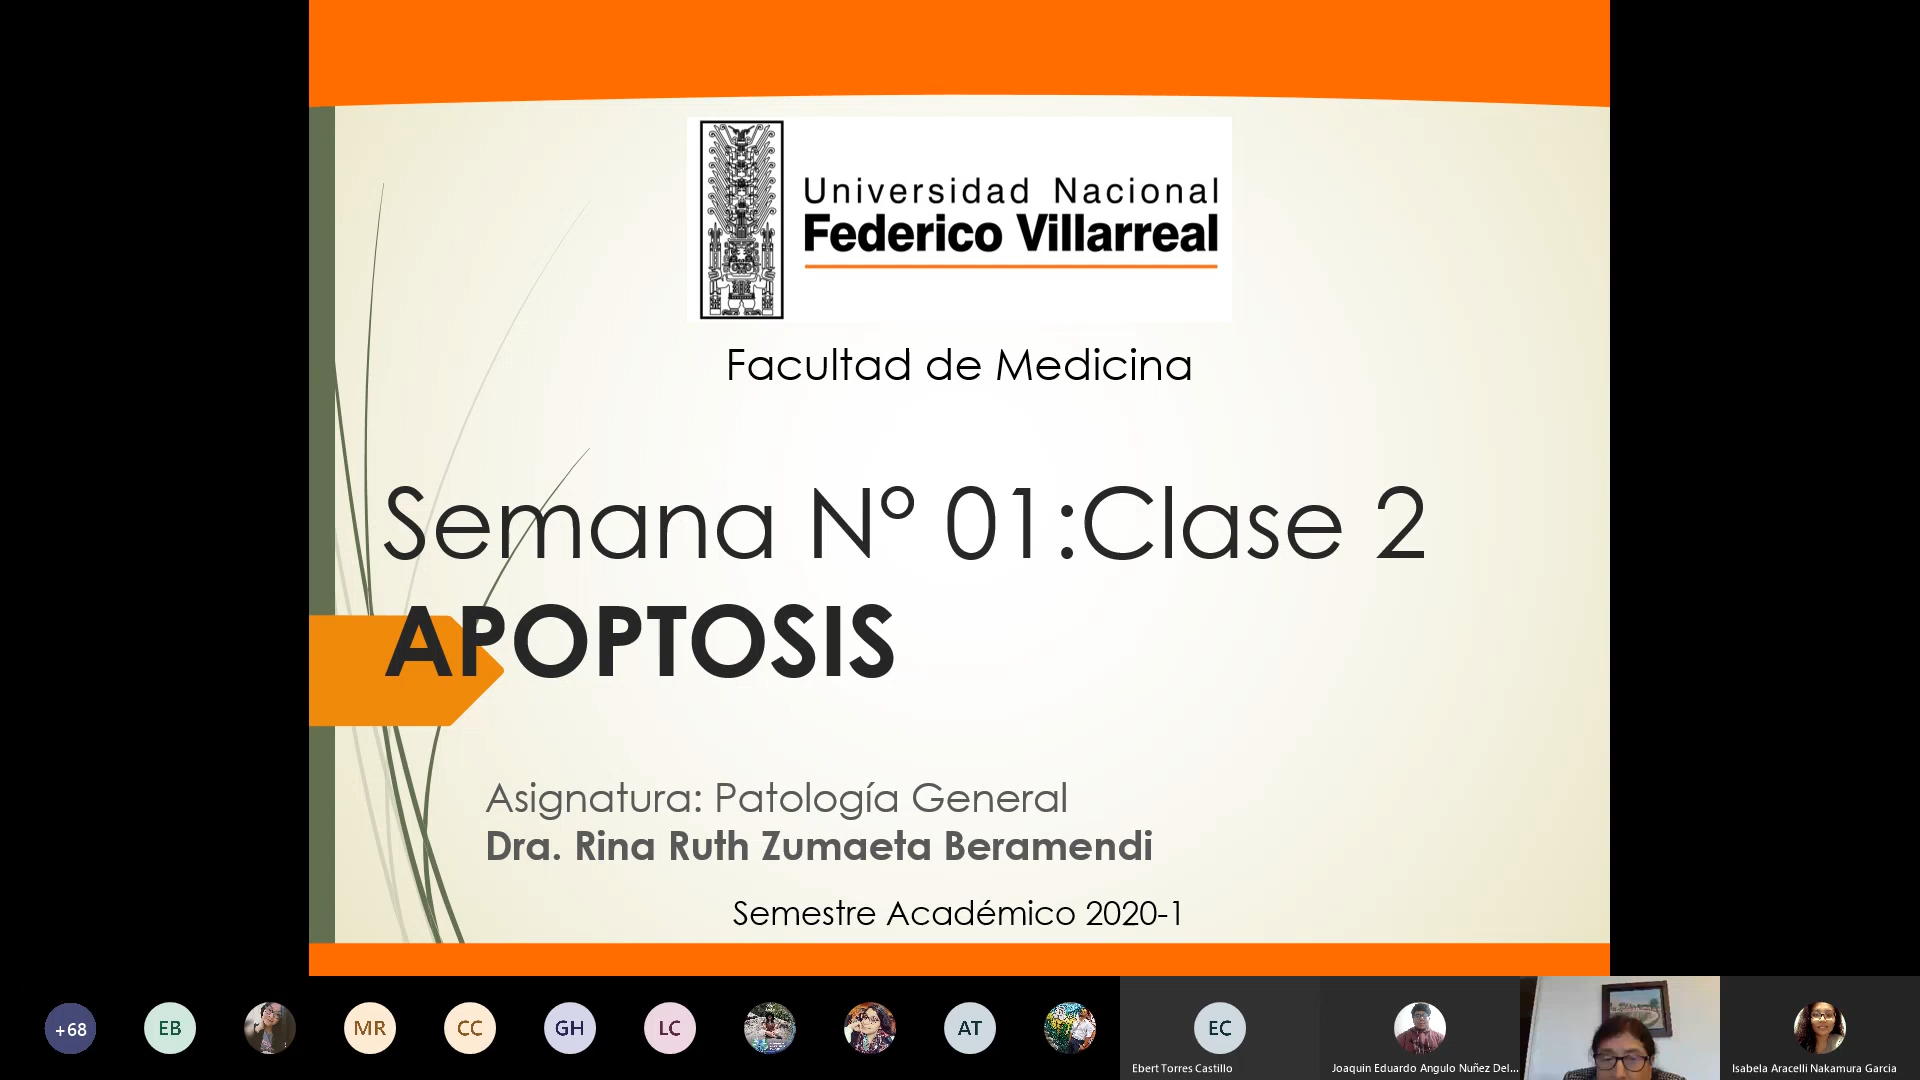 Universidad Nacional
Federico Villarreal
Facultad de Medicina
Semana N° 01:Clase 2
APOPTOSIS
Asignatura: Patología General
Dra. Rina Ruth Zumaeta Beramendi
Semestre Académico 2020-1
+68
EB
MR
CC
GH
LC
AT
EC
Ebert Torres Castillo
Joaquin Eduardo Angulo Nuñez Del...
Isabela Aracelli Nakamura Garcia